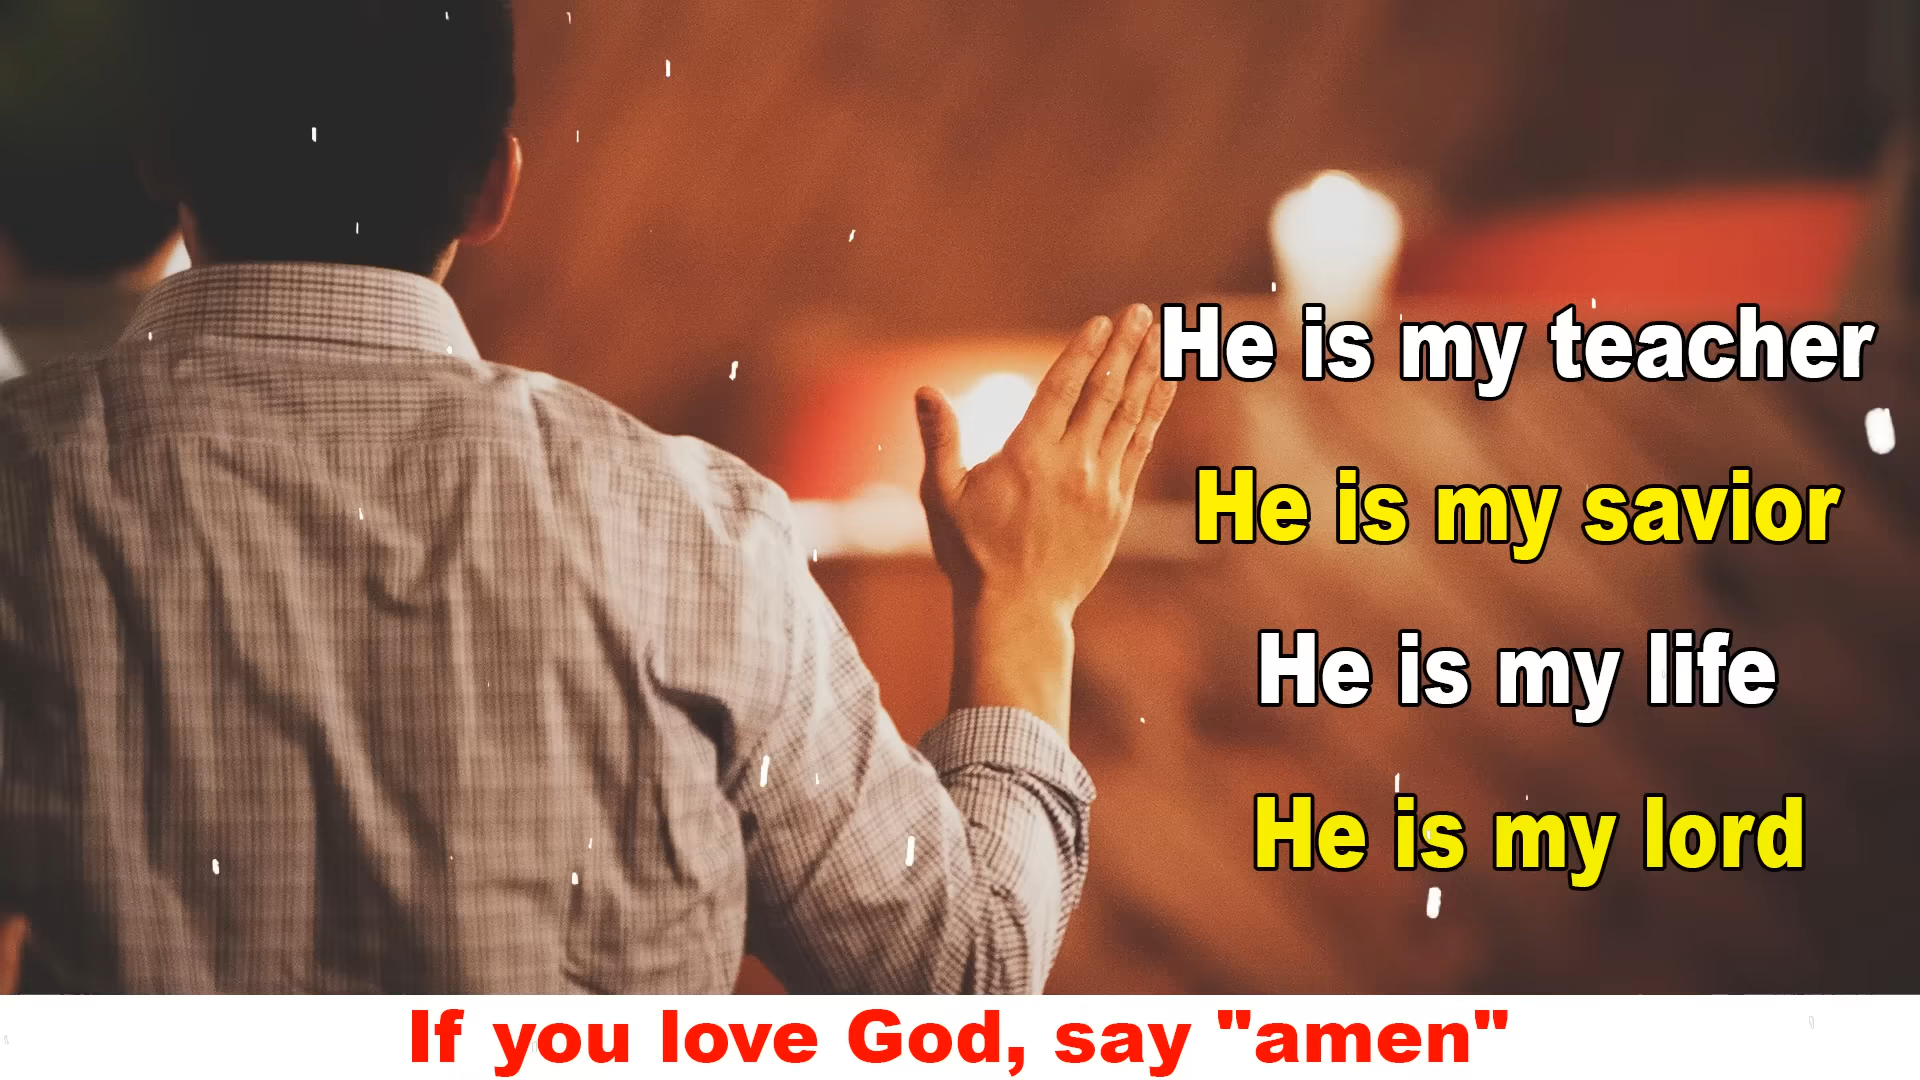 He is my teacher
He is my savior
He is my life
He is my lord
If you love God, say "amen"